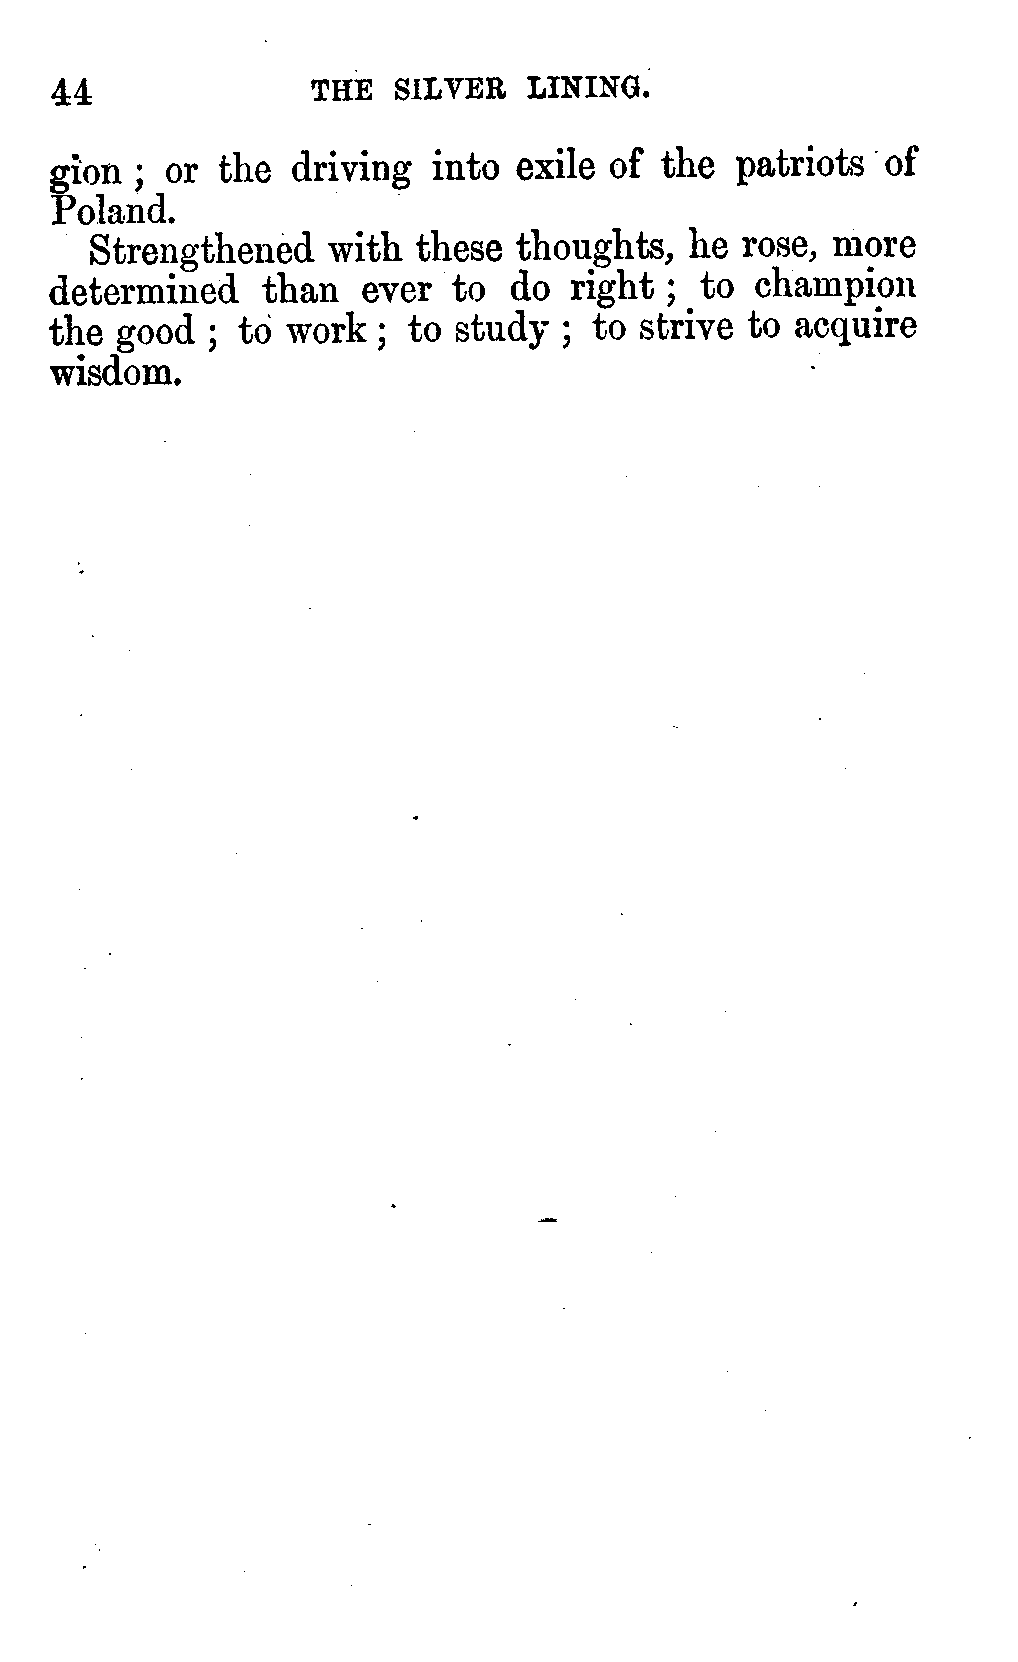 44 THE SILVER LINING.
gion ; or the driving into exile of the patriots of
Poland.
Strengthened with these thoughts, he rose, more
determined than ever to do right ; to champion
the good ; to work ; to study ; to strive to acquire
wisdom.